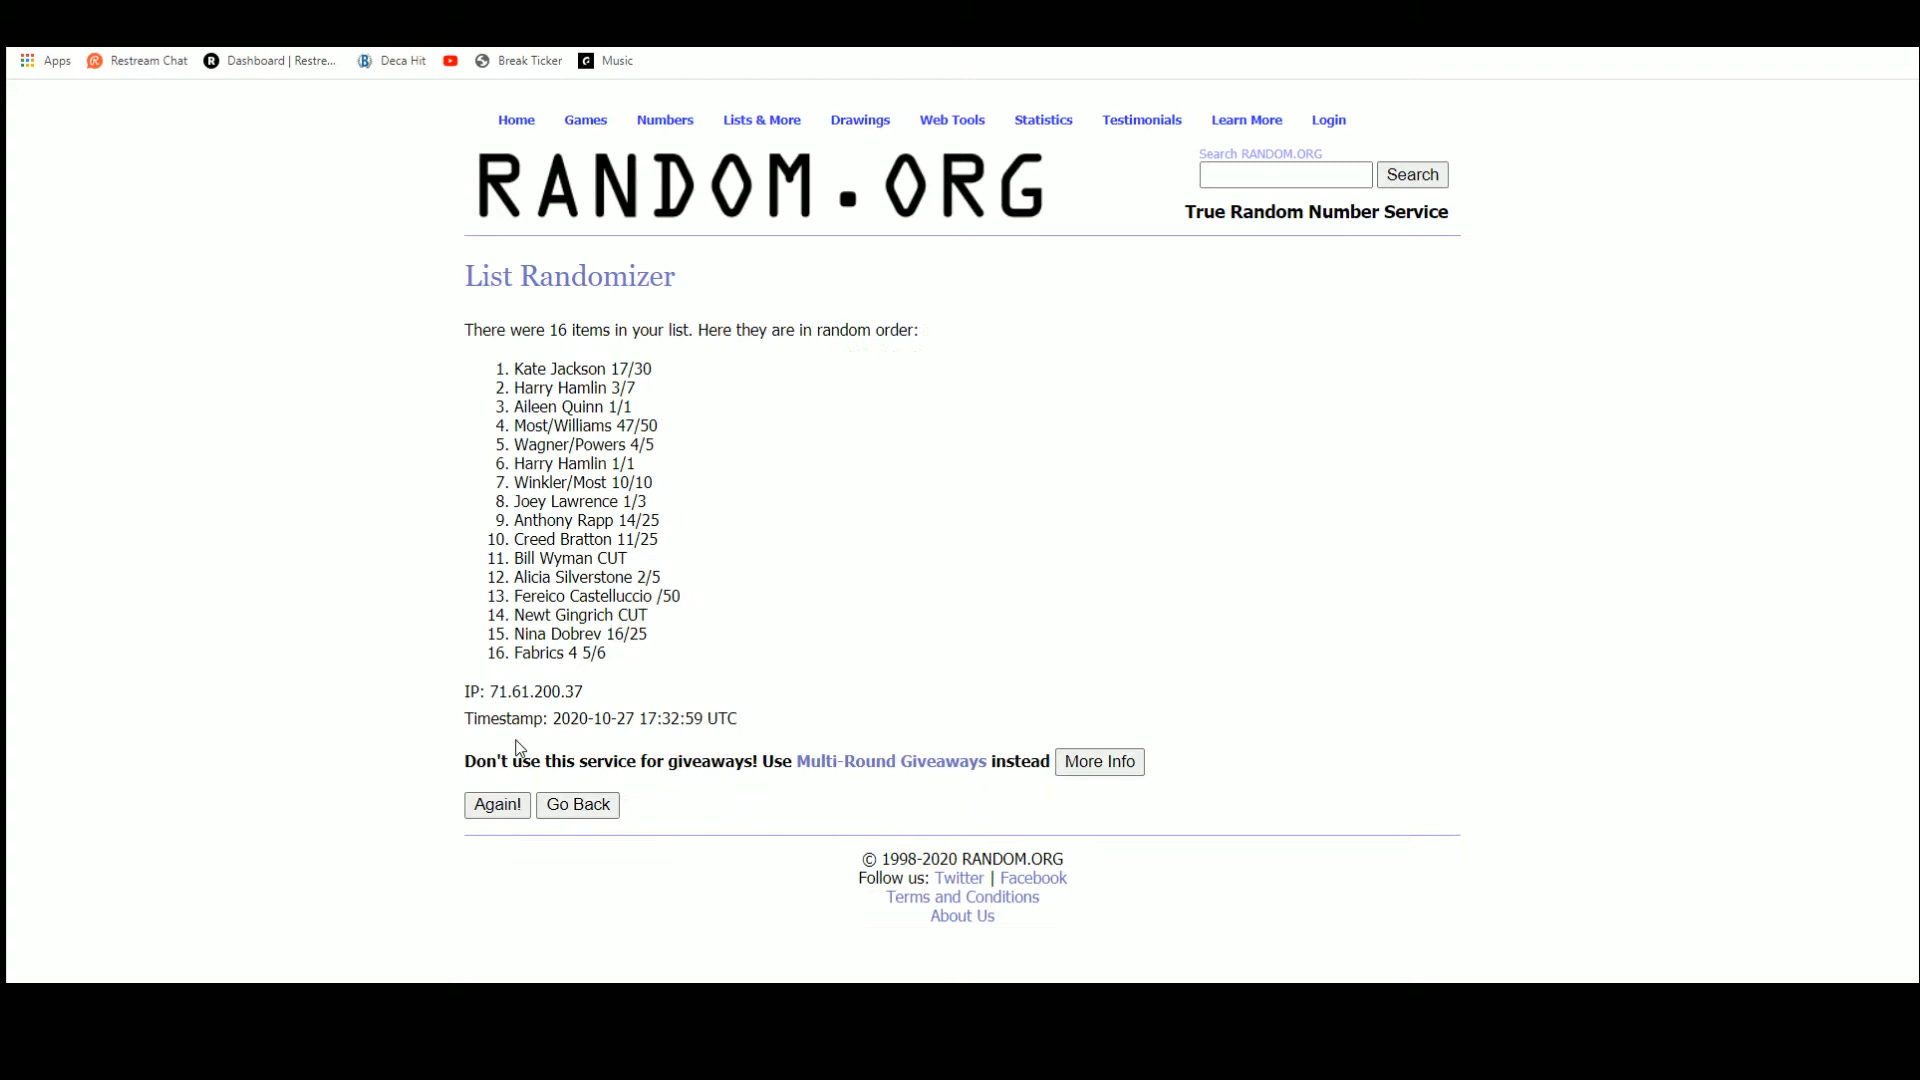 Apps Restream Chat Dashboard | Restre... Deca Hit Break Ticker Music
Home Games Numbers Lists & More Drawings Web Tools Statistics Testimonials Learn More Login
RANDOM.ORG
Search RANDOM.ORG
Search
True Random Number Service
List Randomizer
There were 16 items in your list. Here they are in random order:
1. Kate Jackson 17/30
2. Harry Hamlin 3/7
3. Aileen Quinn 1/1
4. Most/Williams 47/50
5. Wagner/Powers 4/5
6. Harry Hamlin 1/1
7. Winkler/Most 10/10
8. Joey Lawrence 1/3
9. Anthony Rapp 14/25
10. Creed Bratton 11/25
11. Bill Wyman CUT
12. Alicia Silverstone 2/5
13. Fereico Castelluccio /50
14. Newt Gingrich CUT
15. Nina Dobrev 16/25
16. Fabrics 4 5/6
IP: 71.61.200.37
Timestamp: 2020-10-27 17:32:59 UTC
Don't use this service for giveaways! Use Multi-Round Giveaways instead More Info
Again! Go Back
© 1998-2020 RANDOM.ORG
Follow us: Twitter | Facebook
Terms and Conditions
About Us